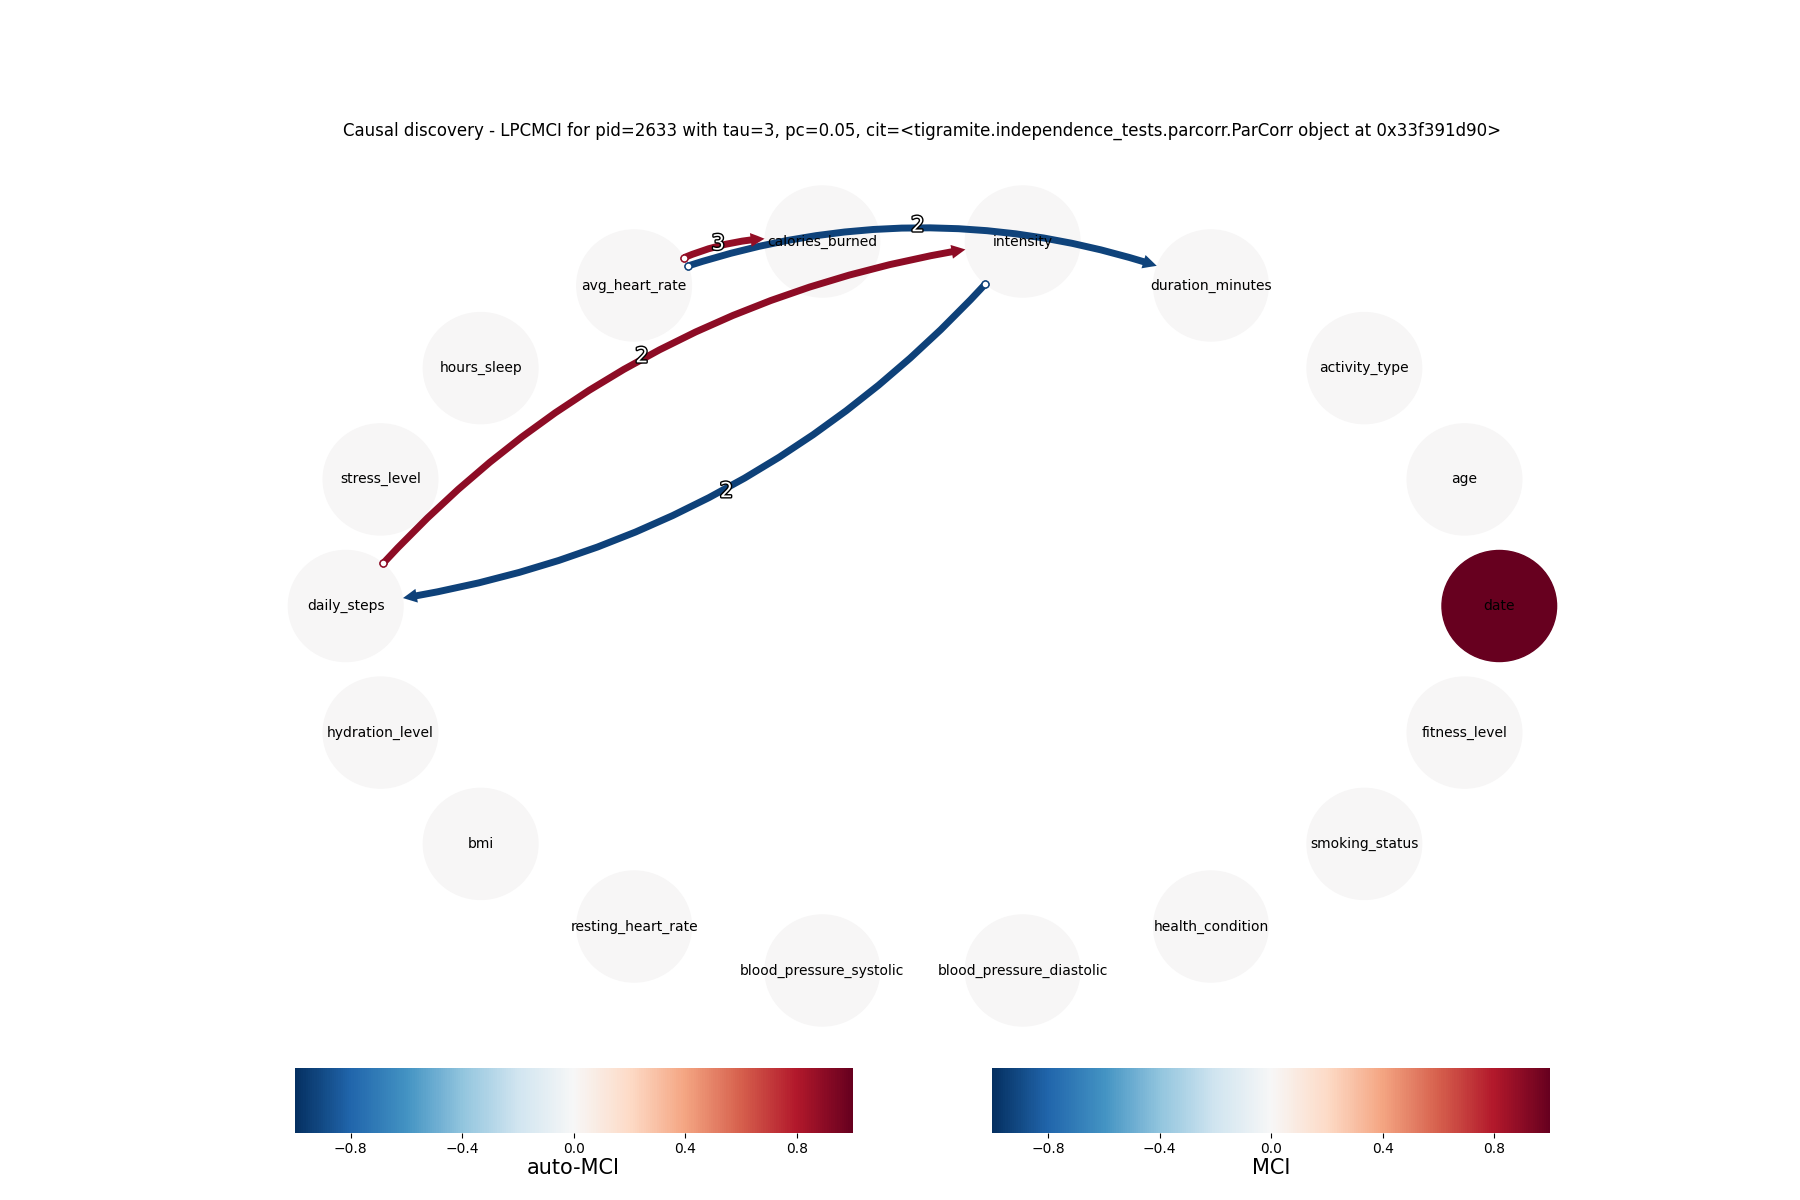 Causal discovery - LPCMCI for pid=2633 with tau=3, pc=0.05, cit=<tigramite.independence_tests.parcorr.ParCorr object at 0x33f391d90>
2
3
calories_burned
intensity
avg_heart_rate
duration_minutes
2
hours_sleep
activity_type
stress_level
age
2
daily_steps
date
hydration_level
fitness_level
bmi
smoking_status
resting_heart_rate
health_condition
blood_pressure_systolic
blood_pressure_diastolic
−0.8 −0.4 0.0 0.4 0.8
auto-MCI
−0.8 −0.4 0.0 0.4 0.8
MCI